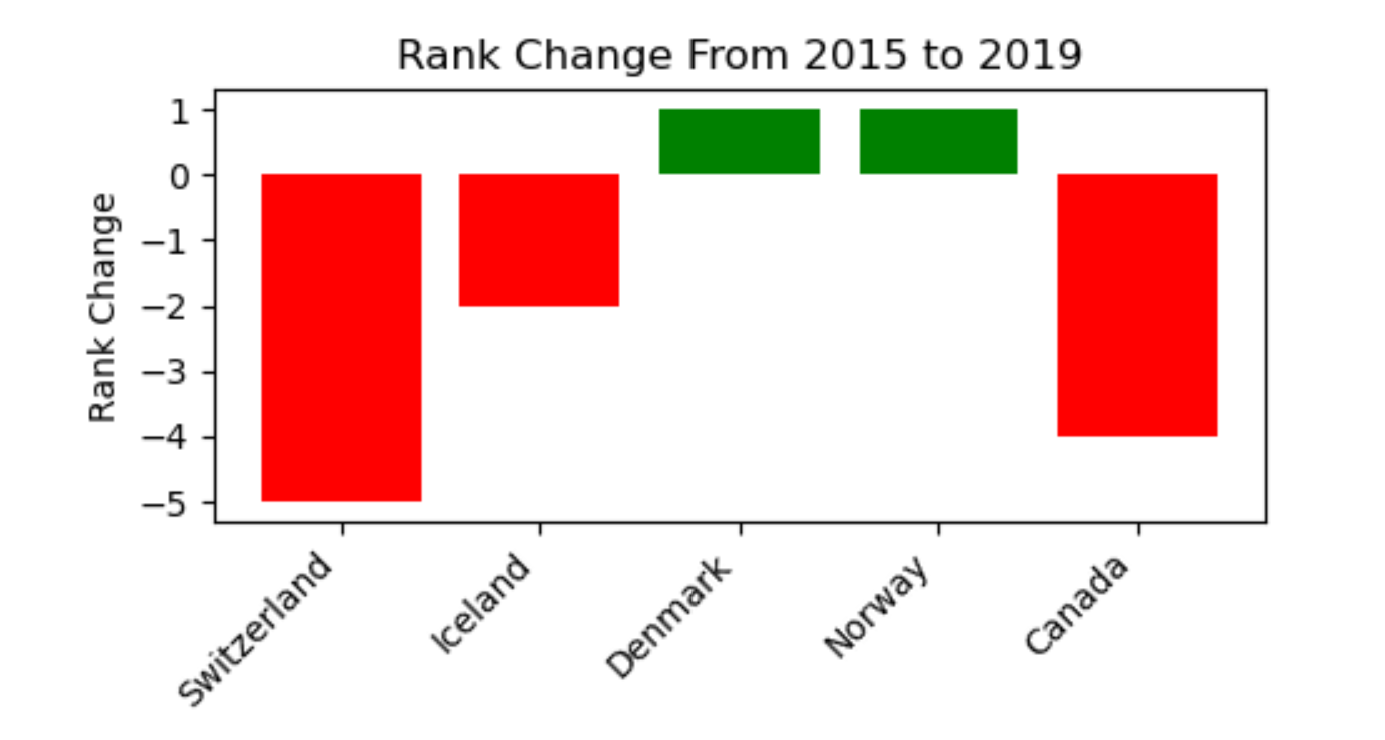 Rank Change From 2015 to 2019
Rank Change
1
0
−1
−2
−3
−4
−5
Switzerland
Iceland
Denmark
Norway
Canada